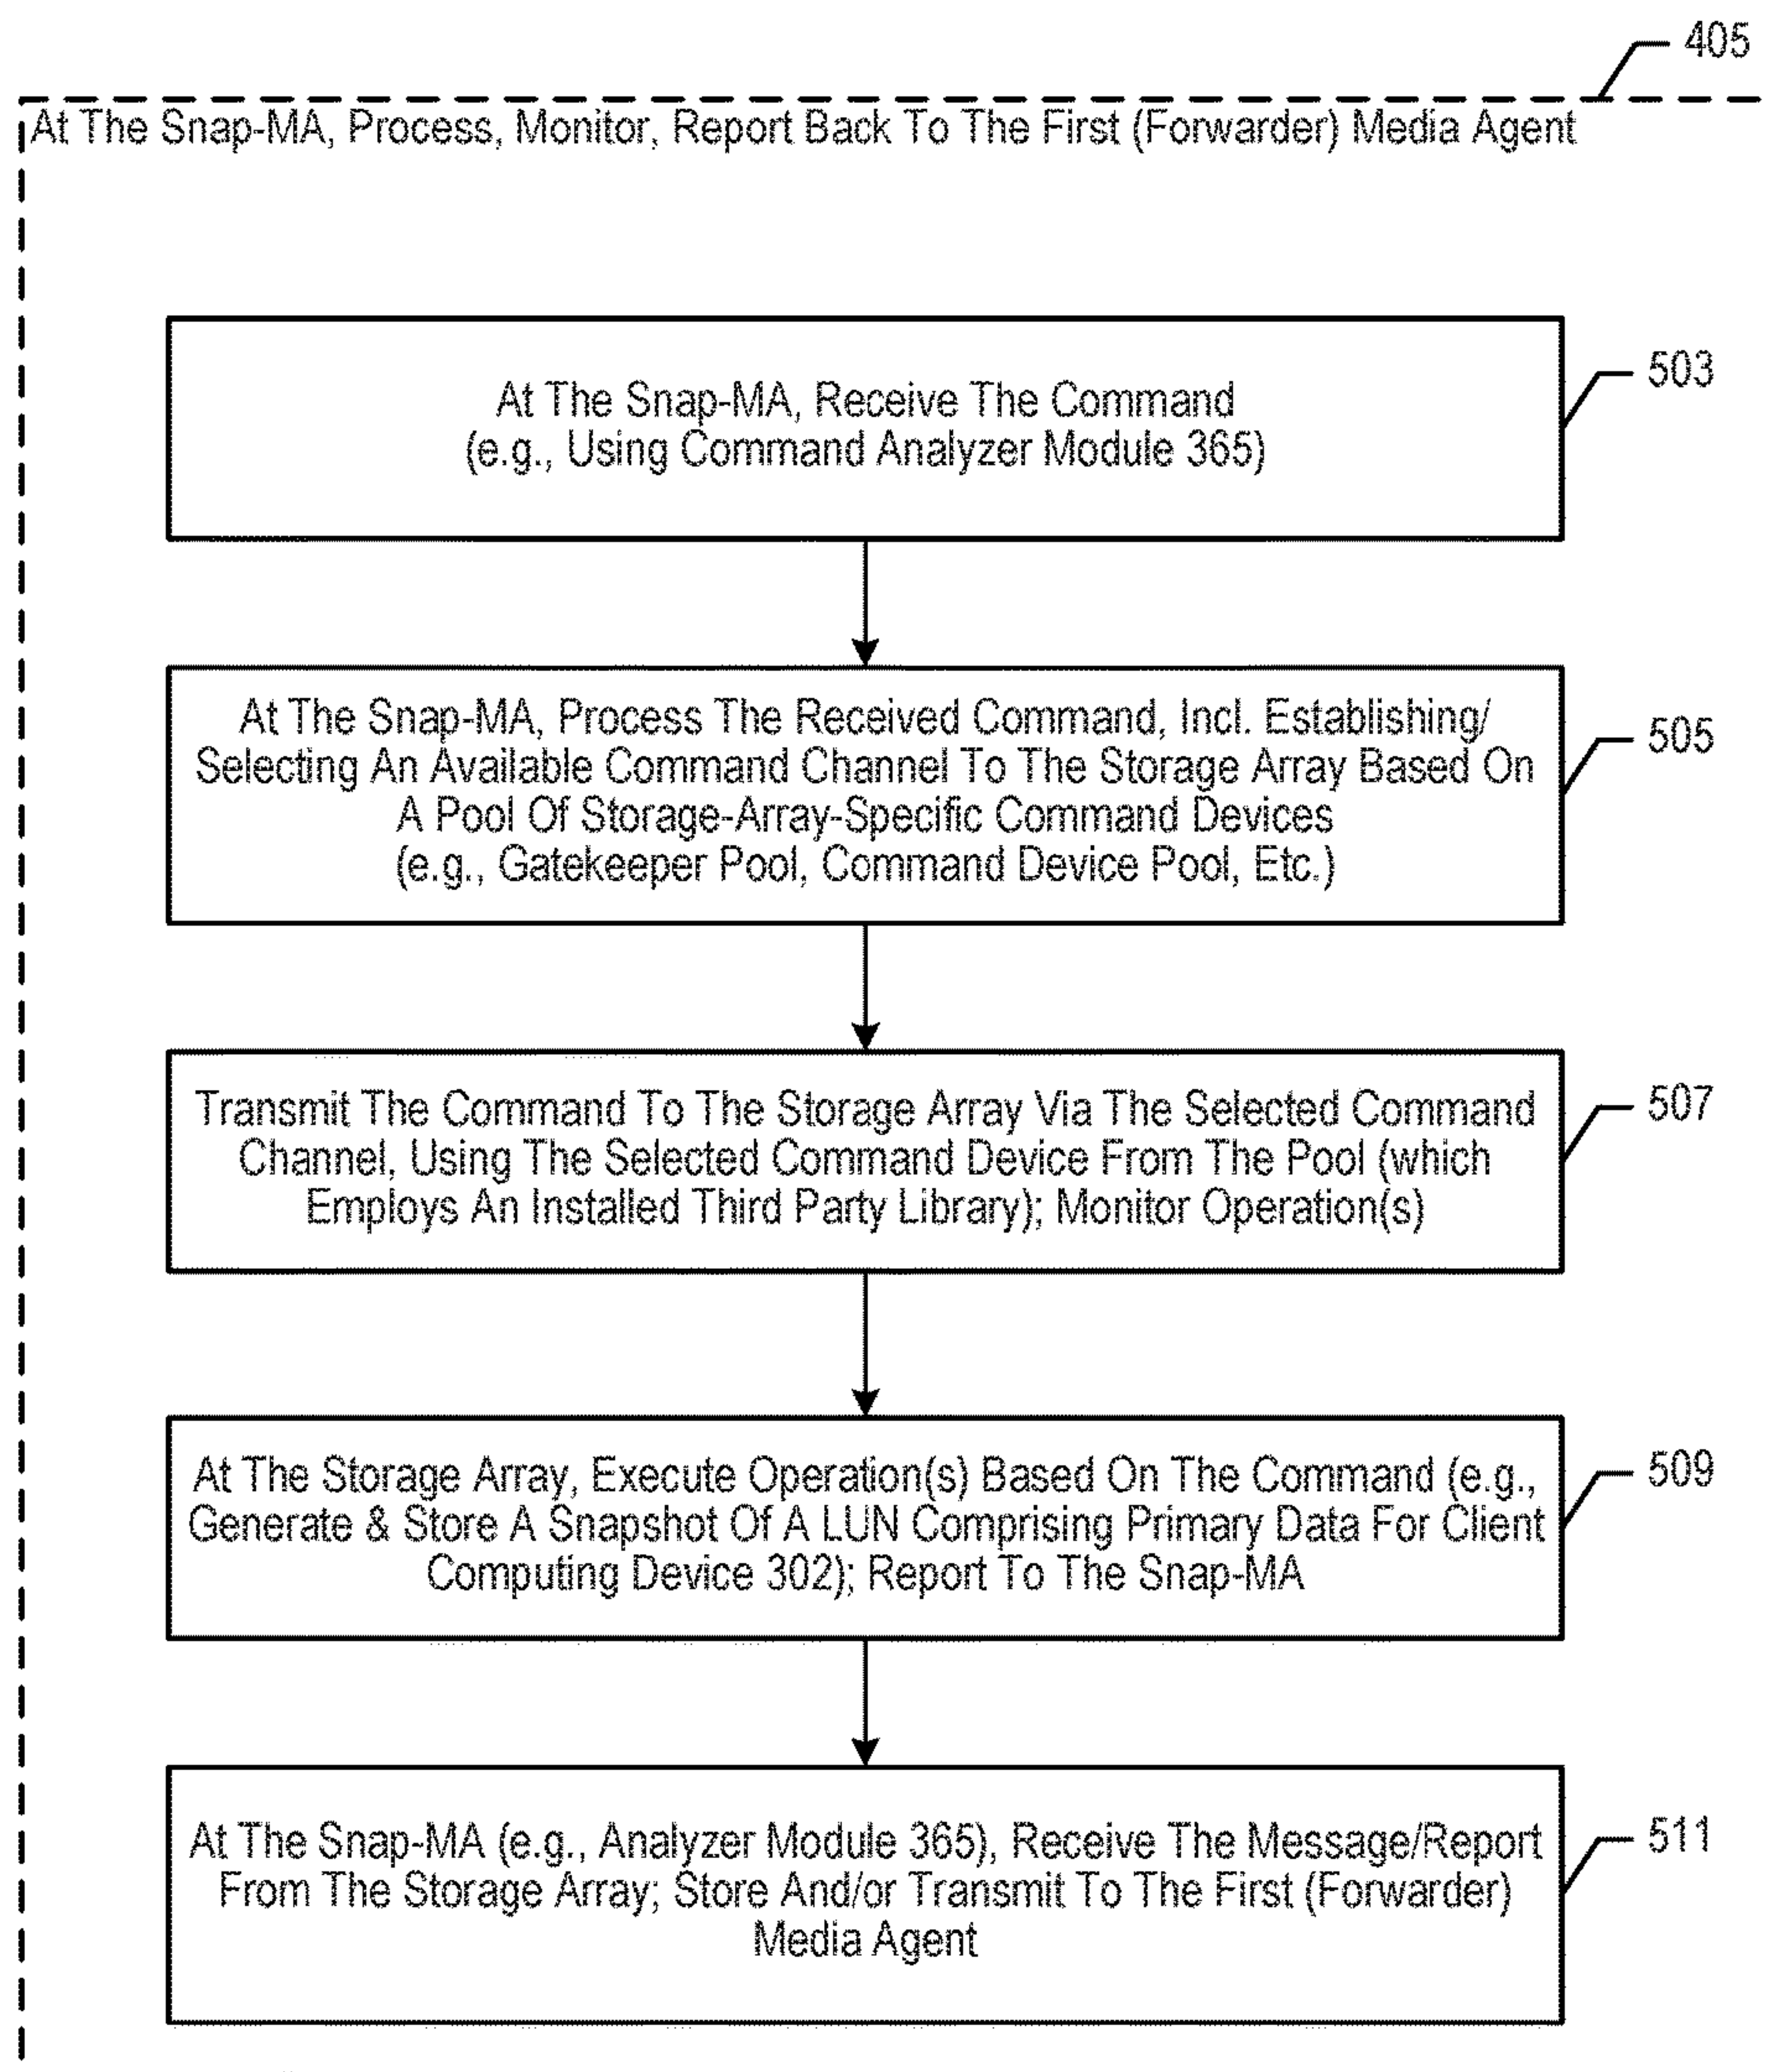 405
At The Snap-MA, Process, Monitor, Report Back To The First (Forwarder) Media Agent
At The Snap-MA, Receive The Command
(e.g., Using Command Analyzer Module 365)
503
At The Snap-MA, Process The Received Command, Incl. Establishing/
Selecting An Available Command Channel To The Storage Array Based On
A Pool Of Storage-Array-Specific Command Devices
(e.g., Gatekeeper Pool, Command Device Pool, Etc.)
505
Transmit The Command To The Storage Array Via The Selected Command
Channel, Using The Selected Command Device From The Pool (which
Employs An Installed Third Party Library); Monitor Operation(s)
507
At The Storage Array, Execute Operation(s) Based On The Command (e.g.,
Generate & Store A Snapshot Of A LUN Comprising Primary Data For Client
Computing Device 302); Report To The Snap-MA
509
At The Snap-MA (e.g., Analyzer Module 365), Receive The Message/Report
From The Storage Array; Store And/or Transmit To The First (Forwarder)
Media Agent
511